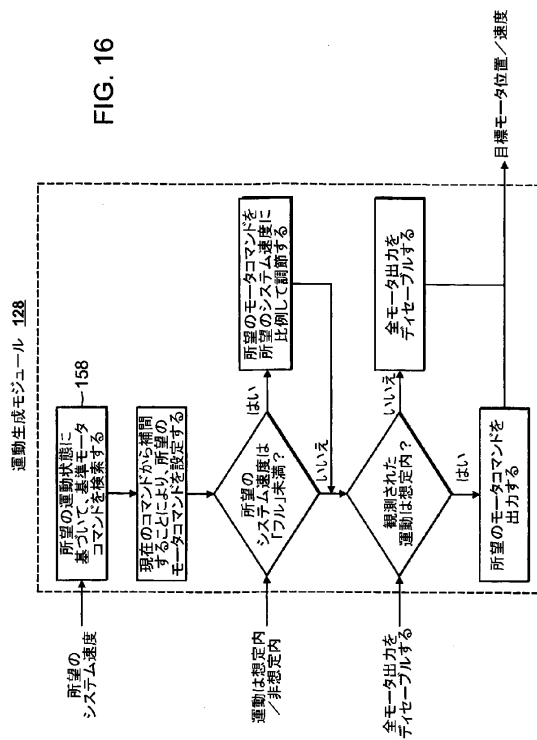 FIG. 16
運動生成モジュール 128
所望の
システム速度
所望の運動状態に
基づいて、基準モータ
コマンドを検索する
158
現在のコマンドから補間
することにより、所望の
モータコマンドを設定する
運動は想定内
／非想定内
所望の
システム速度は
「フル」未満？
はい
所望のモータコマンドを
所望のシステム速度に
比例して調節する
いいえ
全モータ出力を
ディセーブルする
観測された
運動は想定内？
いいえ
全モータ出力を
ディセーブルする
はい
所望のモータコマンドを
出力する
目標モータ位置／速度